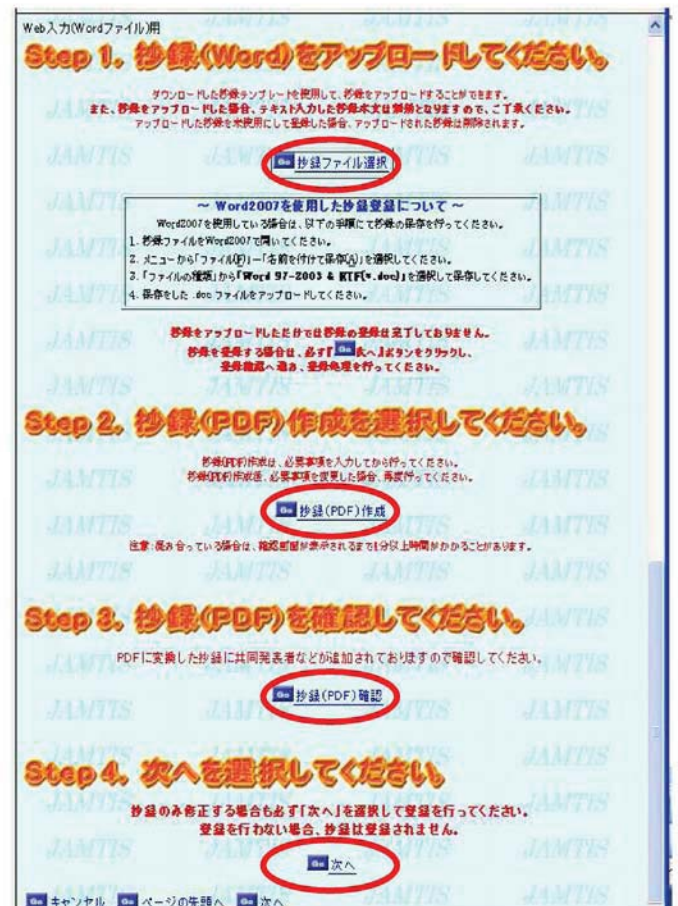 Web入力(Wordファイル)用
Step 1. 抄録(Word)をアップロードしてください。
ダウンロードした抄録テンプレートを使用して、抄録をアップロードすることができます。
また、抄録をアップロードした場合、テキスト入力した抄録本文は無効となりますので、ご了承ください。
アップロードした抄録を未使用にして登録した場合、アップロードされた抄録は削除されます。
Go 抄録ファイル選択
～ Word2007を使用した抄録登録について ～
Word2007を使用している場合は、以下の手順にて抄録の保存を行ってください。
1. 抄録ファイルをWord2007で開いてください。
2. メニューから「ファイル(F)」-「名前を付けて保存(A)」を選択してください。
3. 「ファイルの種類」から「Word 97-2003 & RTF(*.doc)」を選択して保存してください。
4. 保存をした .doc ファイルをアップロードしてください。
抄録をアップロードしただけでは抄録の登録は完了しておりません。
抄録を登録する場合は、必ず「Go 次へ」ボタンをクリックし、
登録確認へ進み、登録処理を行ってください。
Step 2. 抄録(PDF)作成を選択してください。
抄録(PDF)作成は、必要事項を入力してから行ってください。
抄録(PDF)作成後、必要事項を変更した場合、再度行ってください。
Go 抄録(PDF)作成
注意:混み合っている場合は、確認画面が表示されるまで1分以上時間がかかることがあります。
Step 3. 抄録(PDF)を確認してください。
PDFに変換した抄録に共同発表者などが追加されておりますので確認してください。
Go 抄録(PDF)確認
Step 4. 次へを選択してください。
抄録のみ修正する場合も必ず「次へ」を選択して登録を行ってください。
登録を行わない場合、抄録は登録されません。
Go 次へ
Go キャンセル Go ページの先頭へ Go 次へ